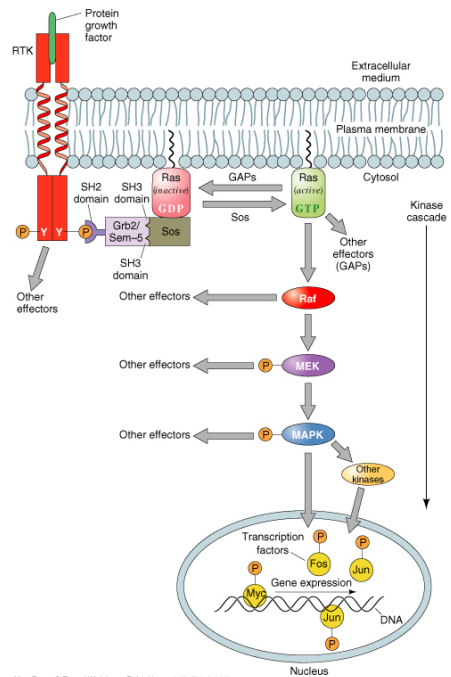 Protein
growth
factor
RTK
Extracellular
medium
Plasma membrane
Cytosol
SH2
domain
SH3
domain
Ras
(inactive)
GDP
GAPs
Sos
Ras
(active)
GTP
Kinase
cascade
P
Y Y
P
Grb2/
Sem–5
Sos
SH3
domain
Other
effectors
(GAPs)
Other
effectors
Other effectors
Raf
Other effectors
P
MEK
Other effectors
P
MAPK
Other
kinases
Transcription
factors
P
Fos
P
Jun
P
Myc
Gene expression
Jun
P
DNA
Nucleus